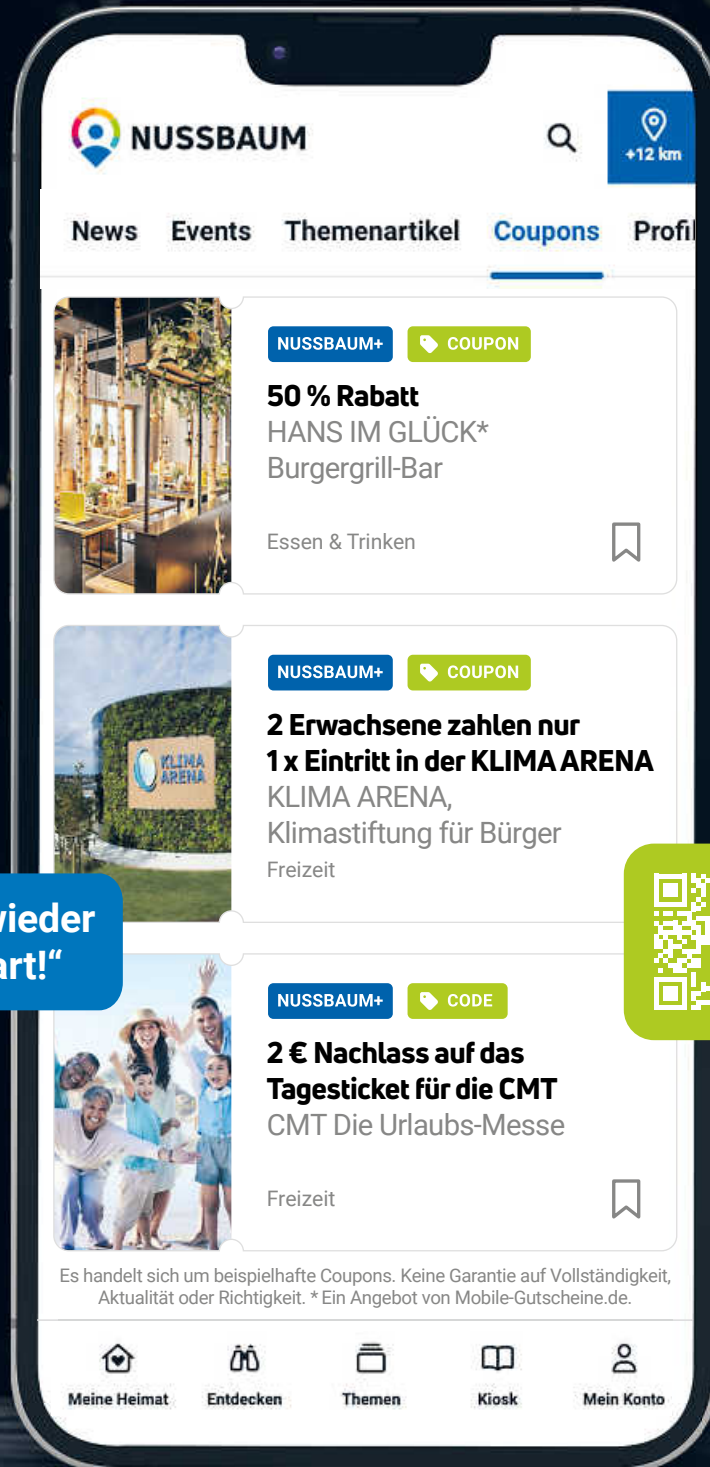 NUSSBAUM
+12 km
News Events Themenartikel Coupons Profil
NUSSBAUM+ COUPON
50 % Rabatt
HANS IM GLÜCK*
Burgergrill-Bar
Essen & Trinken
NUSSBAUM+ COUPON
KLIMA
ARENA
2 Erwachsene zahlen nur
1 x Eintritt in der KLIMA ARENA
KLIMA ARENA,
Klimastiftung für Bürger
Freizeit
wieder
art!“
NUSSBAUM+ CODE
2 € Nachlass auf das
Tagesticket für die CMT
CMT Die Urlaubs-Messe
Freizeit
Es handelt sich um beispielhafte Coupons. Keine Garantie auf Vollständigkeit,
Aktualität oder Richtigkeit. * Ein Angebot von Mobile-Gutscheine.de.
Meine Heimat Entdecken Themen Kiosk Mein Konto